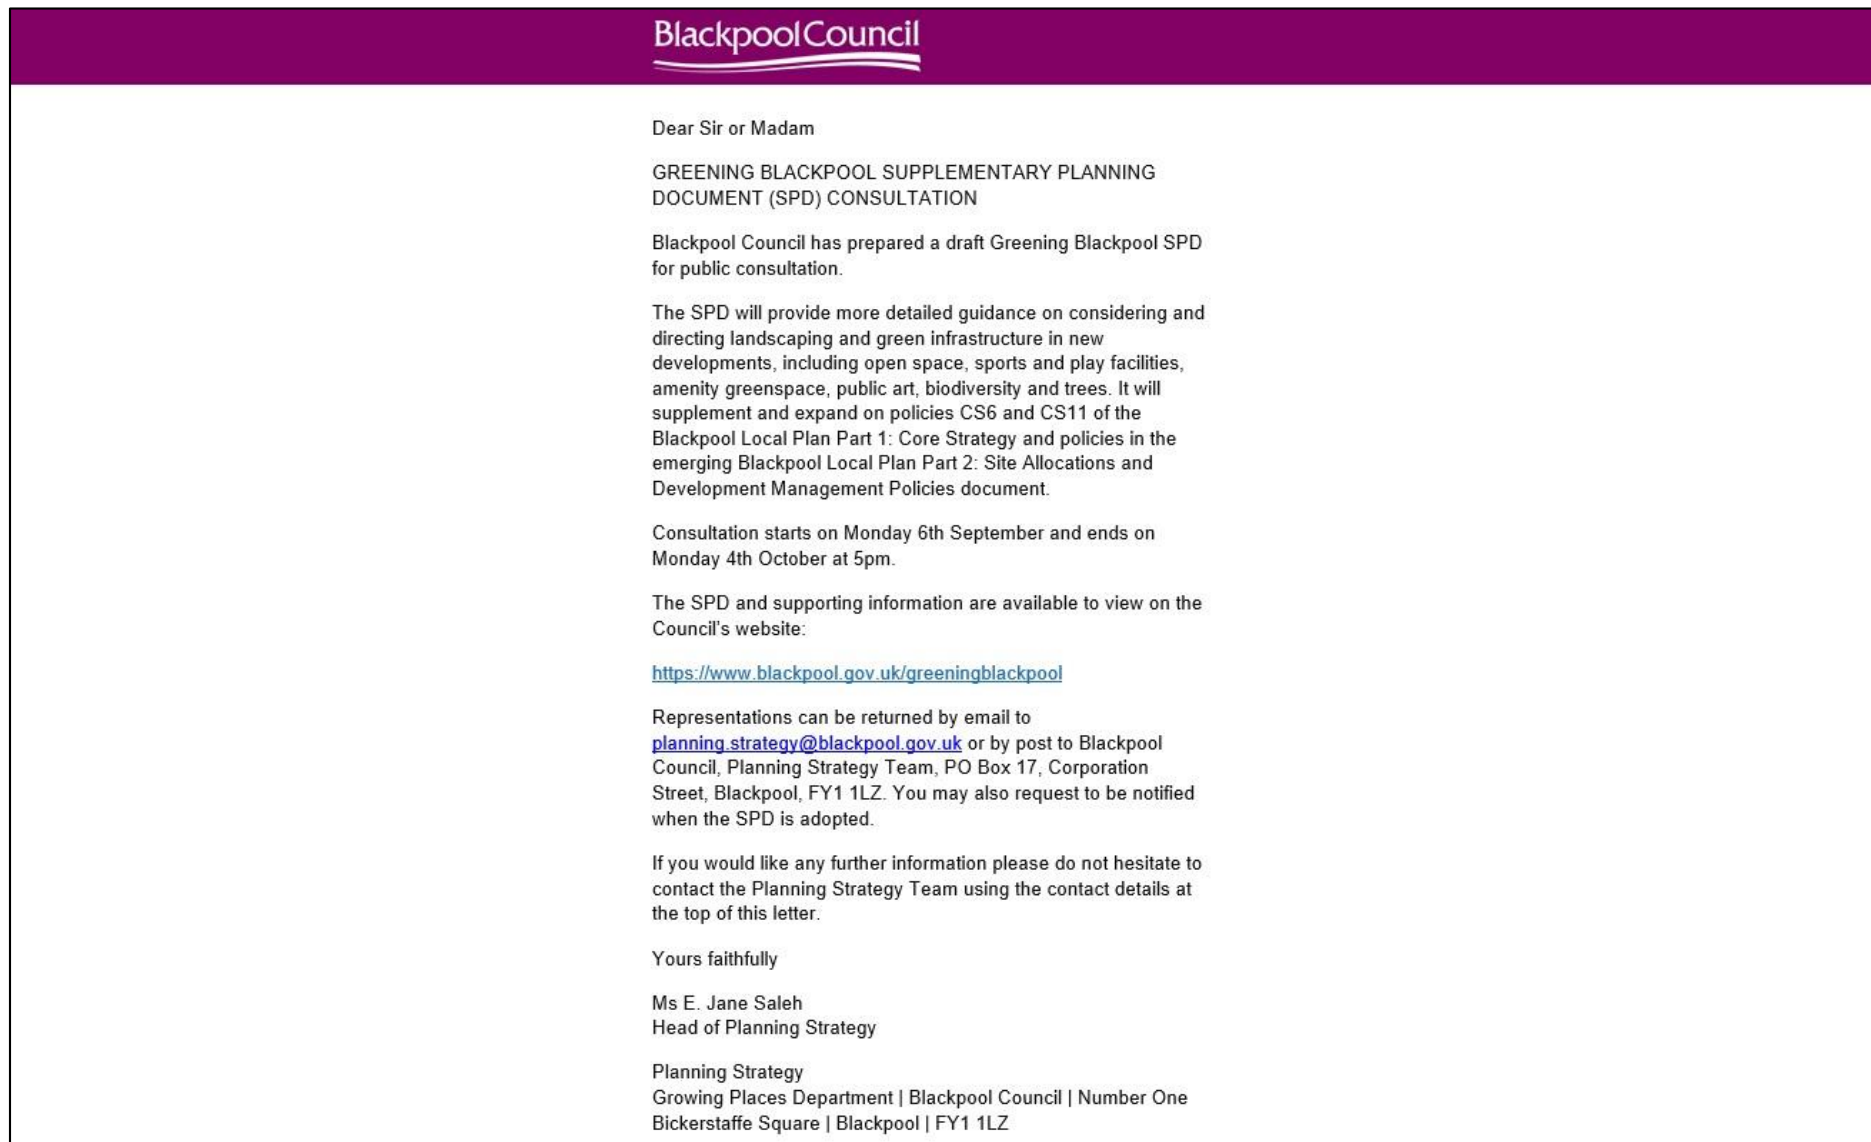 Blackpool Council
Dear Sir or Madam
GREENING BLACKPOOL SUPPLEMENTARY PLANNING
DOCUMENT (SPD) CONSULTATION
Blackpool Council has prepared a draft Greening Blackpool SPD
for public consultation.
The SPD will provide more detailed guidance on considering and
directing landscaping and green infrastructure in new
developments, including open space, sports and play facilities,
amenity greenspace, public art, biodiversity and trees. It will
supplement and expand on policies CS6 and CS11 of the
Blackpool Local Plan Part 1: Core Strategy and policies in the
emerging Blackpool Local Plan Part 2: Site Allocations and
Development Management Policies document.
Consultation starts on Monday 6th September and ends on
Monday 4th October at 5pm.
The SPD and supporting information are available to view on the
Council's website:
https://www.blackpool.gov.uk/greeningblackpool
Representations can be returned by email to
planning.strategy@blackpool.gov.uk or by post to Blackpool
Council, Planning Strategy Team, PO Box 17, Corporation
Street, Blackpool, FY1 1LZ. You may also request to be notified
when the SPD is adopted.
If you would like any further information please do not hesitate to
contact the Planning Strategy Team using the contact details at
the top of this letter.
Yours faithfully
Ms E. Jane Saleh
Head of Planning Strategy
Planning Strategy
Growing Places Department | Blackpool Council | Number One
Bickerstaffe Square | Blackpool | FY1 1LZ